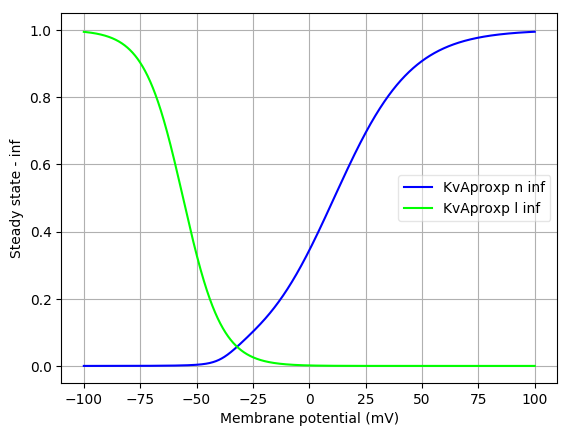 1.0
0.8
0.6
0.4
0.2
0.0
Steady state - inf
KvAproxp n inf
KvAproxp l inf
−100 −75 −50 −25 0 25 50 75 100
Membrane potential (mV)